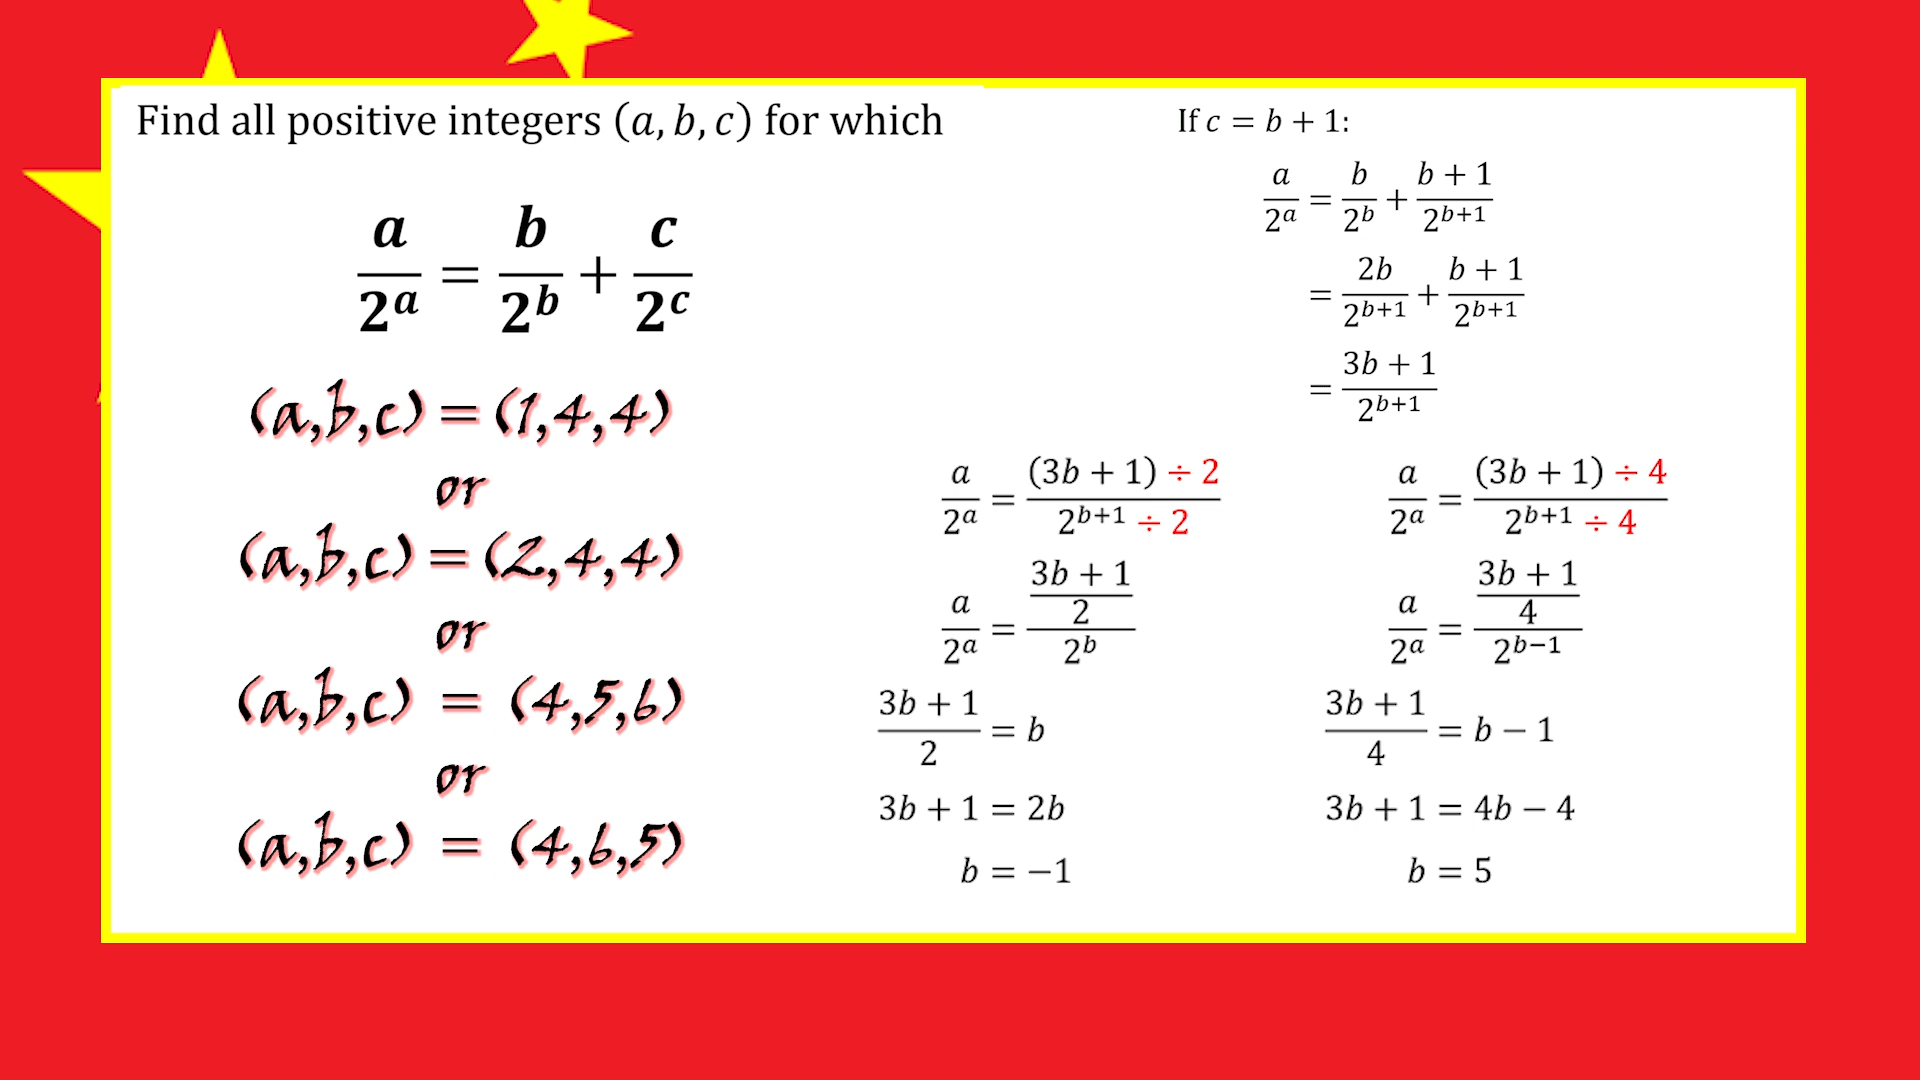 Find all positive integers (a, b, c) for which
a/2^a = b/2^b + c/2^c
(a,b,c) = (1,4,4)
or
(a,b,c) = (2,4,4)
or
(a,b,c) = (4,5,6)
or
(a,b,c) = (4,6,5)
If c = b + 1:
a/2^a = b/2^b + (b + 1)/2^(b+1)
= 2b/2^(b+1) + (b + 1)/2^(b+1)
= (3b + 1)/2^(b+1)
a/2^a = ((3b + 1) ÷ 2)/(2^(b+1) ÷ 2)
a/2^a = ((3b + 1)/2)/2^b
(3b + 1)/2 = b
3b + 1 = 2b
b = −1
a/2^a = ((3b + 1) ÷ 4)/(2^(b+1) ÷ 4)
a/2^a = ((3b + 1)/4)/2^(b−1)
(3b + 1)/4 = b − 1
3b + 1 = 4b − 4
b = 5